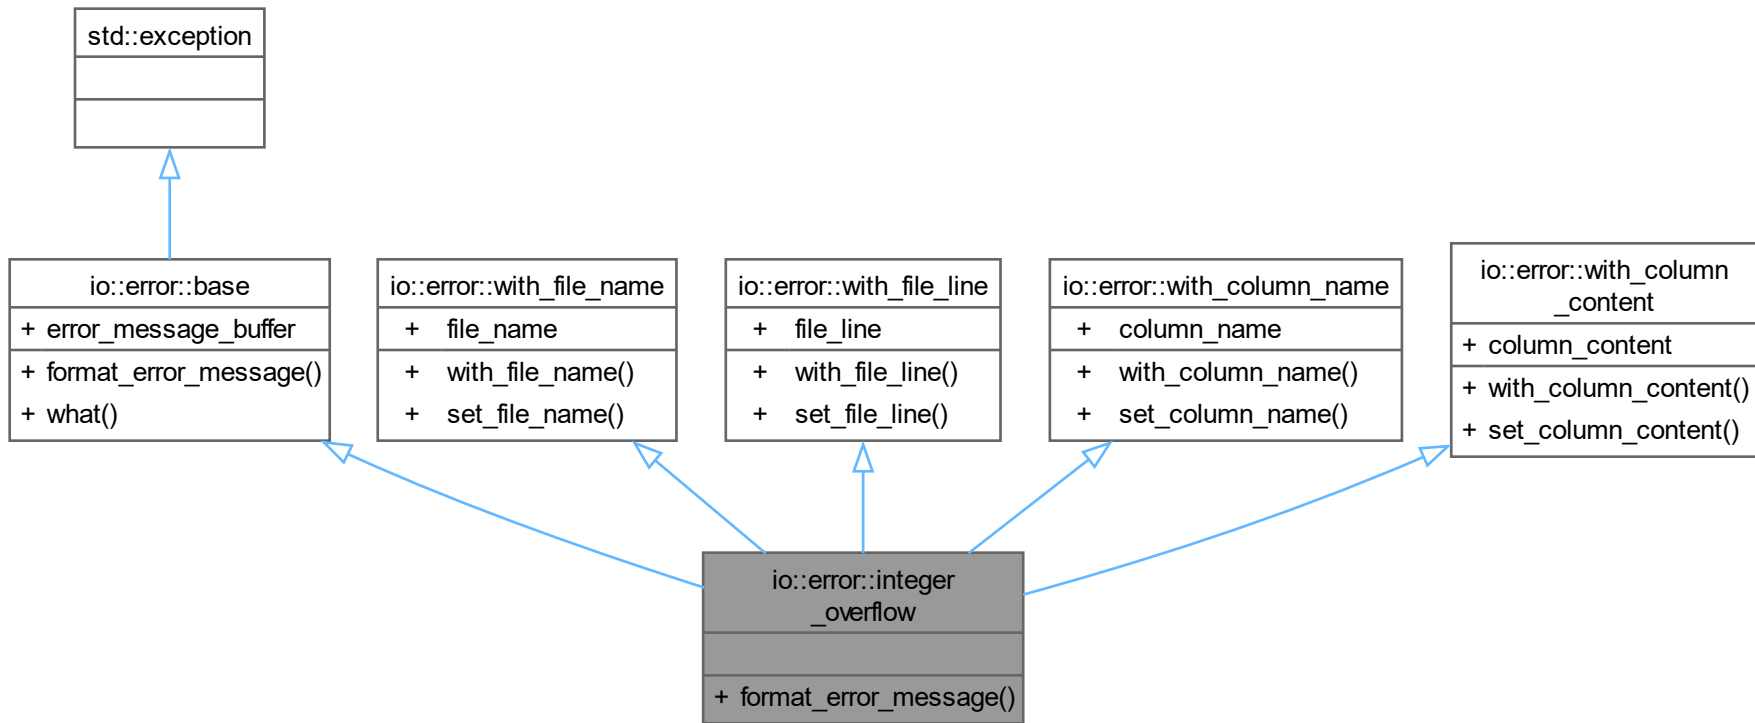 std::exception
io::error::base
+ error_message_buffer
+ format_error_message()
+ what()
io::error::with_file_name
+ file_name
+ with_file_name()
+ set_file_name()
io::error::with_file_line
+ file_line
+ with_file_line()
+ set_file_line()
io::error::with_column_name
+ column_name
+ with_column_name()
+ set_column_name()
io::error::with_column
_content
+ column_content
+ with_column_content()
+ set_column_content()
io::error::integer
_overflow
+ format_error_message()